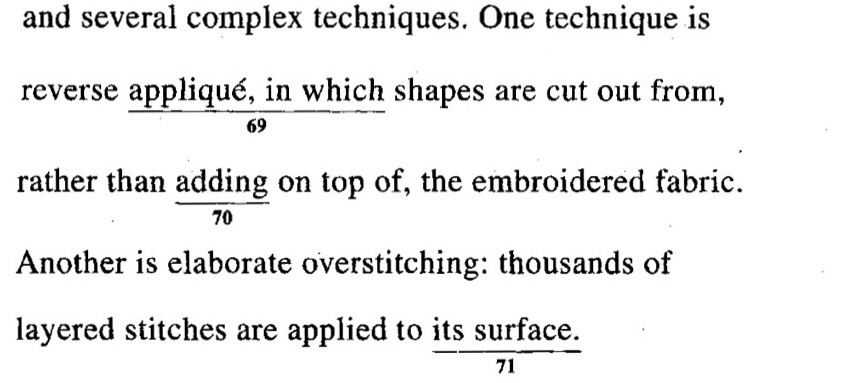 and several complex techniques. One technique is
reverse appliqué, in which shapes are cut out from,
69
rather than adding on top of, the embroidered fabric.
70
Another is elaborate overstitching: thousands of
layered stitches are applied to its surface.
71